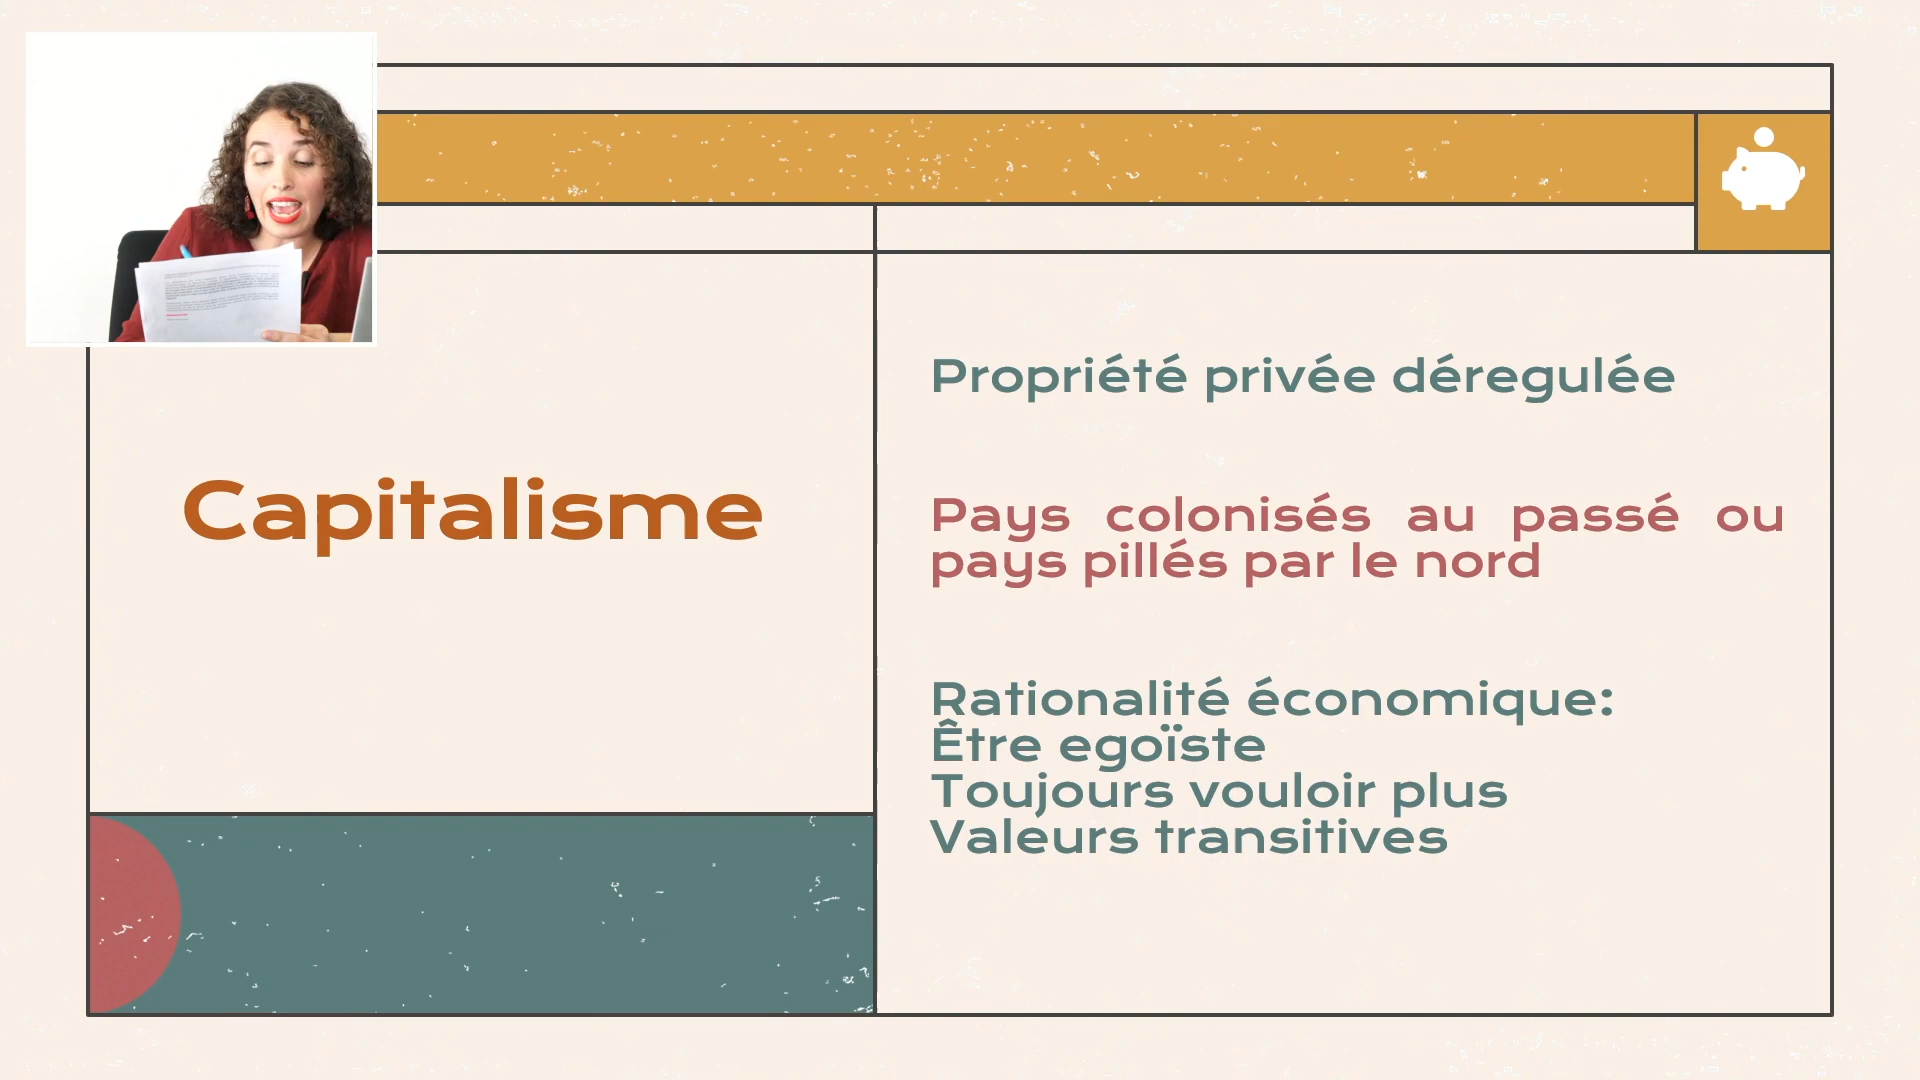 Capitalisme
Propriété privée déregulée
Pays colonisés au passé ou
pays pillés par le nord
Rationalité économique:
Être egoïste
Toujours vouloir plus
Valeurs transitives